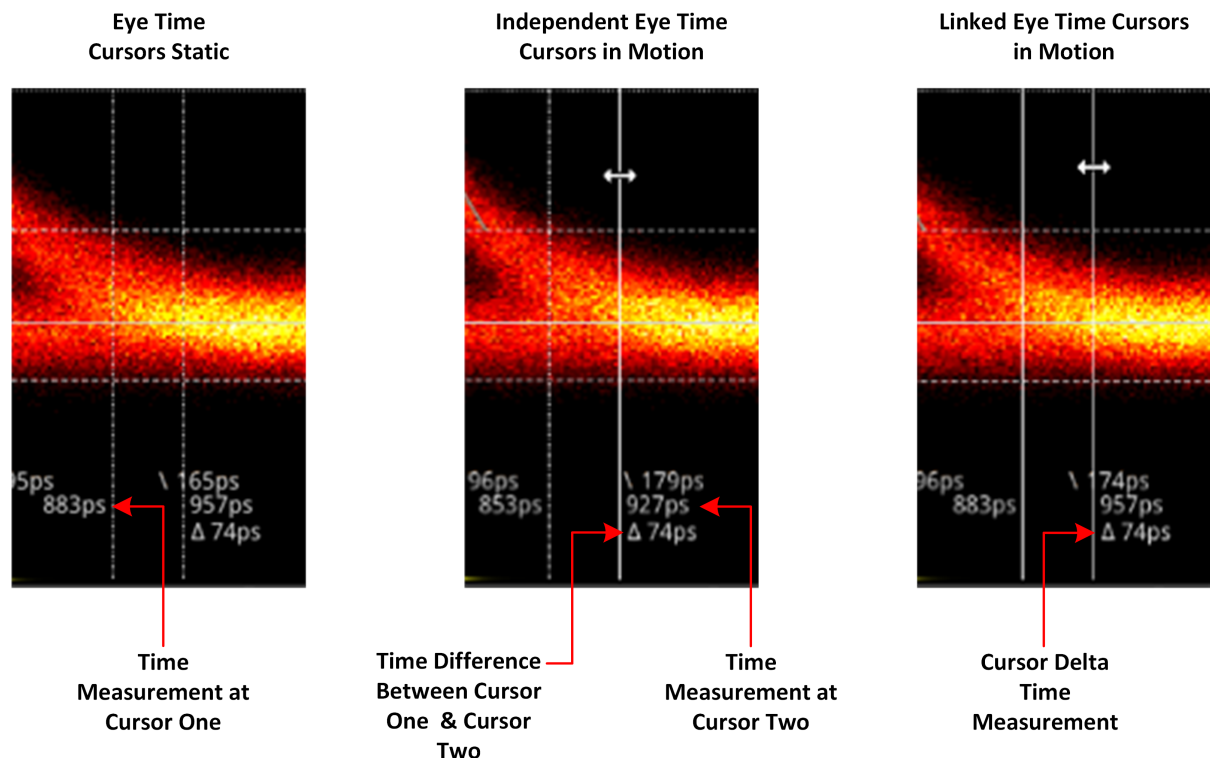 Eye Time
Cursors Static
Independent Eye Time
Cursors in Motion
Linked Eye Time Cursors
in Motion
95ps \ 165ps
883ps 957ps
Δ 74ps
96ps \ 179ps
853ps 927ps
Δ 74ps
96ps \ 174ps
883ps 957ps
Δ 74ps
Time
Measurement at
Cursor One
Time Difference
Between Cursor
One & Cursor
Two
Time
Measurement at
Cursor Two
Cursor Delta
Time
Measurement